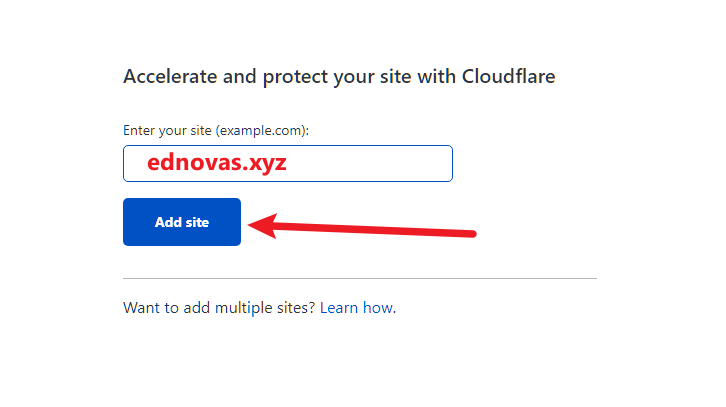 Accelerate and protect your site with Cloudflare
Enter your site (example.com):
ednovas.xyz
Add site
Want to add multiple sites? Learn how.